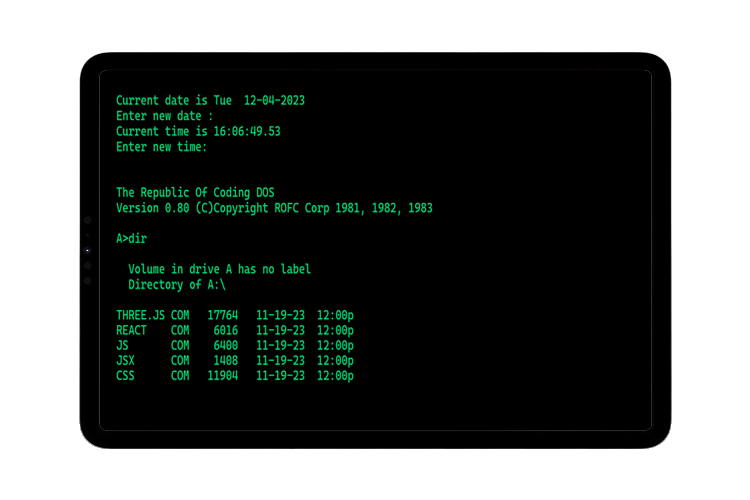 Current date is Tue  12-04-2023
Enter new date :
Current time is 16:06:49.53
Enter new time:
The Republic Of Coding DOS
Version 0.80 (C)Copyright ROFC Corp 1981, 1982, 1983
A>dir
Volume in drive A has no label
Directory of A:\
THREE.JS COM   17764   11-19-23  12:00p
REACT    COM    6016   11-19-23  12:00p
JS       COM    6400   11-19-23  12:00p
JSX      COM    1408   11-19-23  12:00p
CSS      COM   11904   11-19-23  12:00p